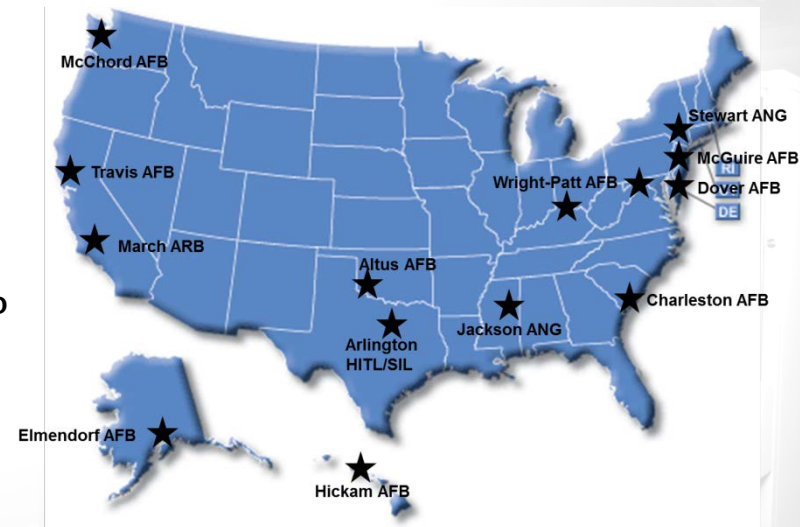 McChord AFB
Stewart ANG
McGuire AFB
RI
Travis AFB
Wright-Patt AFB
Dover AFB
DE
March ARB
Altus AFB
Charleston AFB
Jackson ANG
Arlington
HITL/SIL
Elmendorf AFB
Hickam AFB